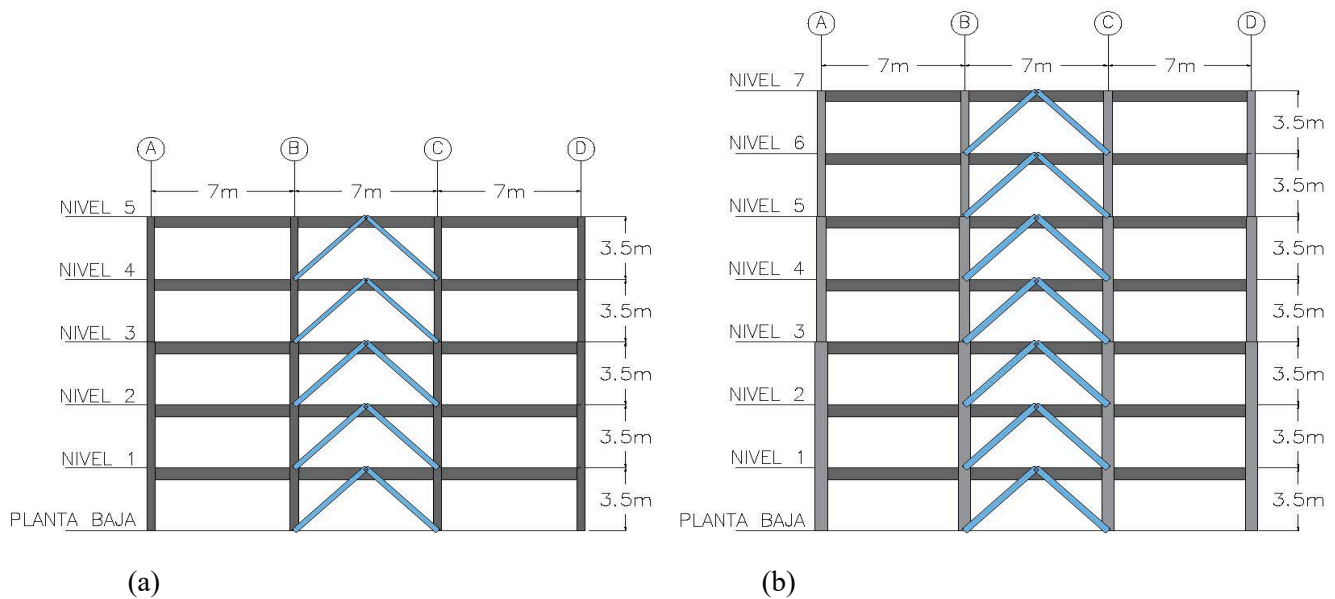 A B C D
7m 7m 7m
NIVEL 5
3.5m
NIVEL 4
3.5m
NIVEL 3
3.5m
NIVEL 2
3.5m
NIVEL 1
3.5m
PLANTA BAJA
(a)
A B C D
7m 7m 7m
NIVEL 7
3.5m
NIVEL 6
3.5m
NIVEL 5
3.5m
NIVEL 4
3.5m
NIVEL 3
3.5m
NIVEL 2
3.5m
NIVEL 1
3.5m
PLANTA BAJA
(b)